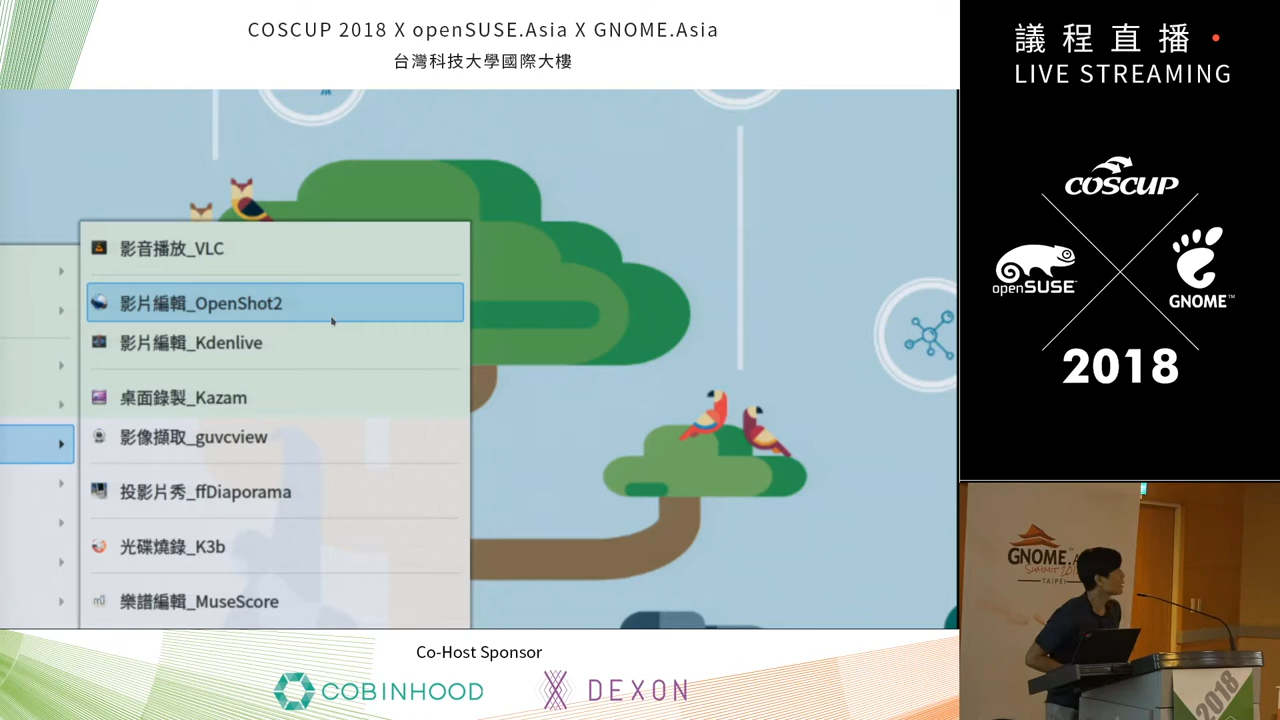 COSCUP 2018 X openSUSE.Asia X GNOME.Asia
台灣科技大學國際大樓
議程直播
LIVE STREAMING
COSCUP
openSUSE
GNOME™
2018
影音播放_VLC
影片編輯_OpenShot2
影片編輯_Kdenlive
桌面錄製_Kazam
影像擷取_guvcview
投影片秀_ffDiaporama
光碟燒錄_K3b
樂譜編輯_MuseScore
GNOME.A
SUMMIT 201
TAIPEI
2018
Co-Host Sponsor
COBINHOOD
DEXON